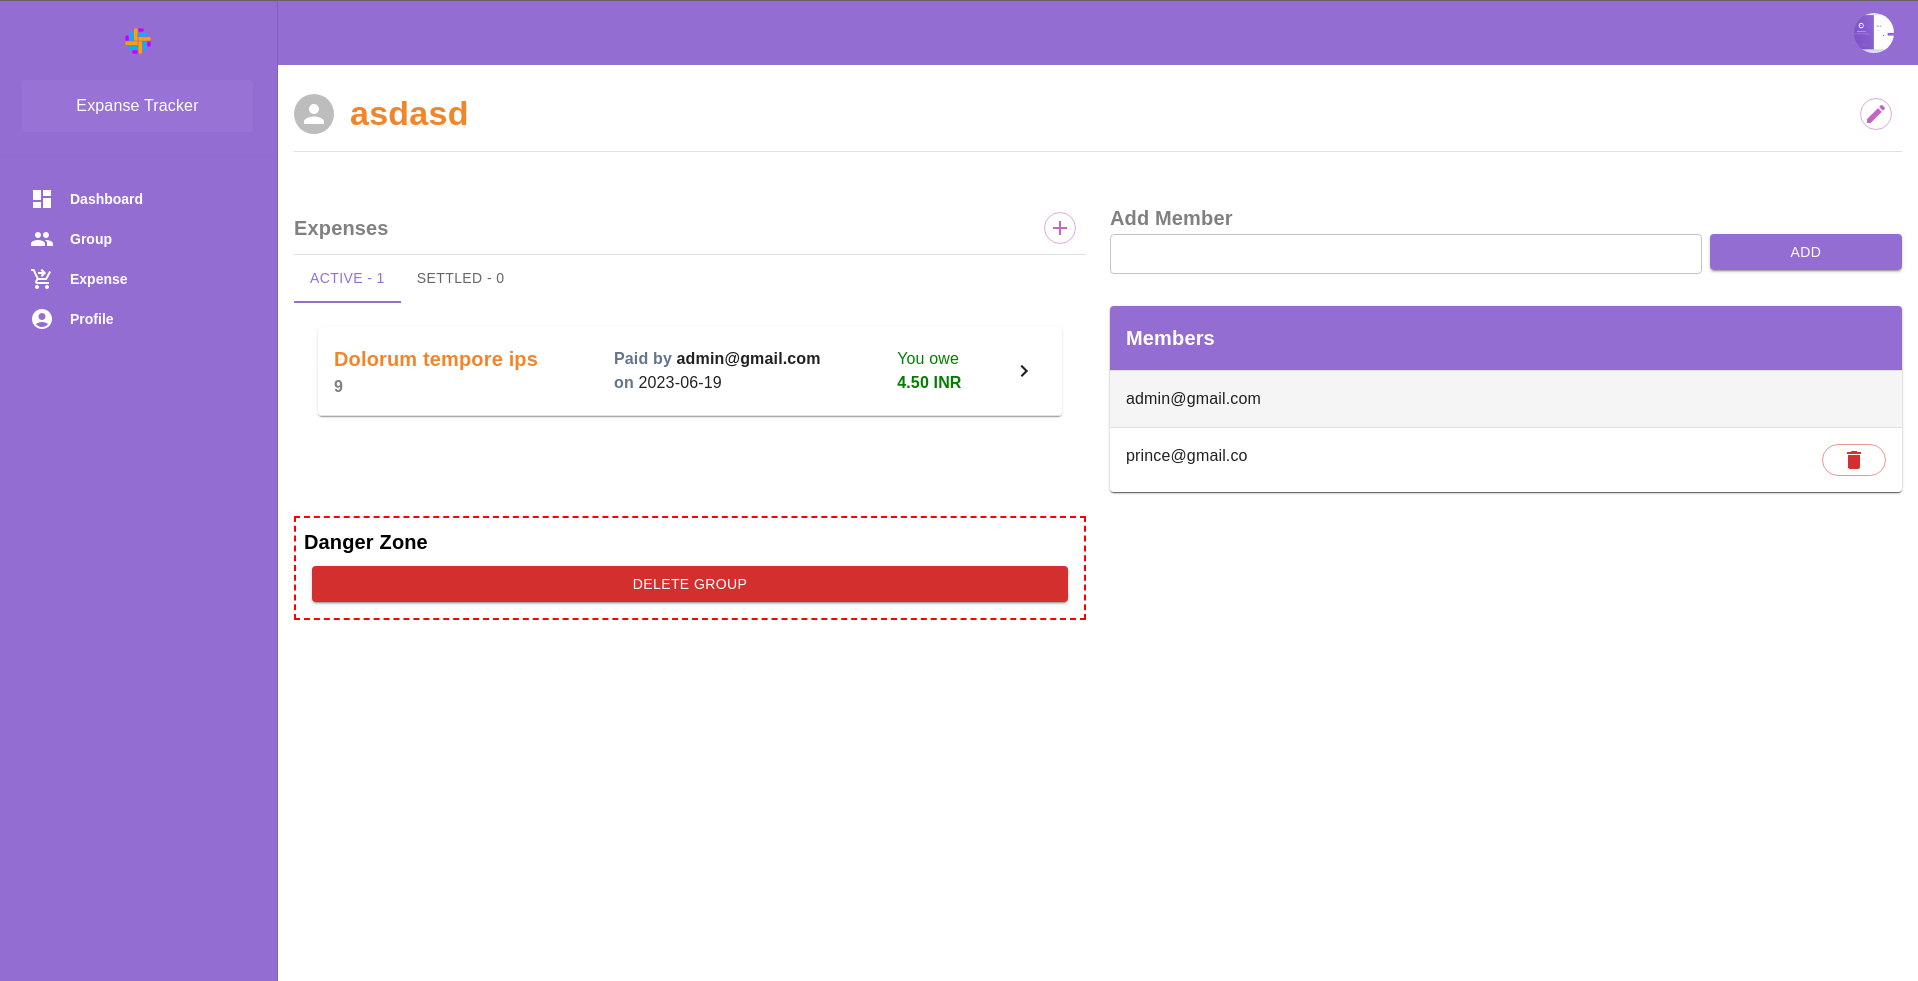 Expanse Tracker
Dashboard
Group
Expense
Profile
asdasd
Expenses
ACTIVE - 1
SETTLED - 0
Dolorum tempore ips
9
Paid by admin@gmail.com
on 2023-06-19
You owe
4.50 INR
Danger Zone
DELETE GROUP
Add Member
ADD
Members
admin@gmail.com
prince@gmail.co